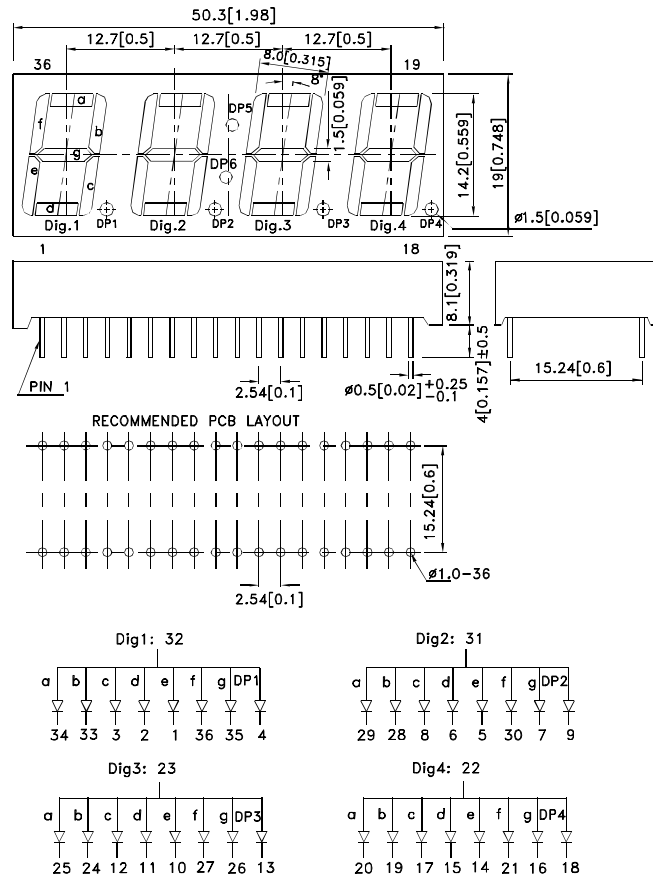 50.3[1.98]
12.7[0.5] 12.7[0.5] 12.7[0.5]
8.0[0.315]
36 19
8°
a
f b
g
e c
d
DP5
DP6
1.5[0.059]
14.2[0.559]
19[0.748]
DP1 DP2 DP3 DP4
Dig.1 Dig.2 Dig.3 Dig.4
ø1.5[0.059]
1 18
8.1[0.319]
PIN 1
2.54[0.1]
ø0.5[0.02]+0.25 −0.1
4[0.157]±0.5
15.24[0.6]
RECOMMENDED PCB LAYOUT
15.24[0.6]
2.54[0.1]
ø1.0−36
Dig1: 32
a b c d e f g DP1
34 33 3 2 1 36 35 4
Dig2: 31
a b c d e f g DP2
29 28 8 6 5 30 7 9
Dig3: 23
a b c d e f g DP3
25 24 12 11 10 27 26 13
Dig4: 22
a b c d e f g DP4
20 19 17 15 14 21 16 18